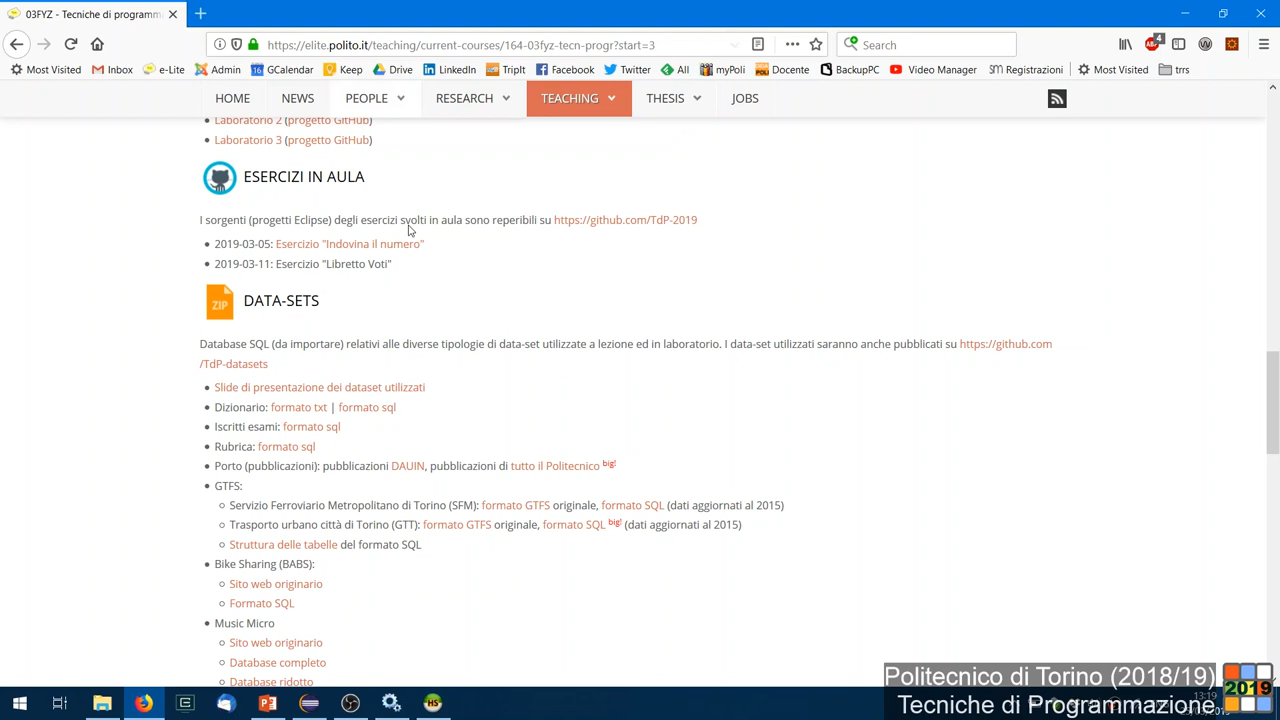 03FYZ - Tecniche di programm
https://elite.polito.it/teaching/current-courses/164-03fyz-tecn-progr?start=3
Search
4
Most Visited Inbox e-Lite Admin 16 GCalendar Keep Drive LinkedIn TripIt Facebook Twitter All myPoli Docente BackupPC Video Manager Registrazioni Most Visited trrs
HOME NEWS PEOPLE RESEARCH TEACHING THESIS JOBS
Laboratorio 2 (progetto GitHub)
Laboratorio 3 (progetto GitHub)
ESERCIZI IN AULA
I sorgenti (progetti Eclipse) degli esercizi svolti in aula sono reperibili su https://github.com/TdP-2019
2019-03-05: Esercizio "Indovina il numero"
2019-03-11: Esercizio "Libretto Voti"
ZIP DATA-SETS
Database SQL (da importare) relativi alle diverse tipologie di data-set utilizzate a lezione ed in laboratorio. I data-set utilizzati saranno anche pubblicati su https://github.com
/TdP-datasets
Slide di presentazione dei dataset utilizzati
Dizionario: formato txt | formato sql
Iscritti esami: formato sql
Rubrica: formato sql
Porto (pubblicazioni): pubblicazioni DAUIN, pubblicazioni di tutto il Politecnico big!
GTFS:
Servizio Ferroviario Metropolitano di Torino (SFM): formato GTFS originale, formato SQL (dati aggiornati al 2015)
Trasporto urbano città di Torino (GTT): formato GTFS originale, formato SQL big! (dati aggiornati al 2015)
Struttura delle tabelle del formato SQL
Bike Sharing (BABS):
Sito web originario
Formato SQL
Music Micro
Sito web originario
Database completo
Database ridotto
Politecnico di Torino (2018/19)
Tecniche di Programmazione
2019
13:19